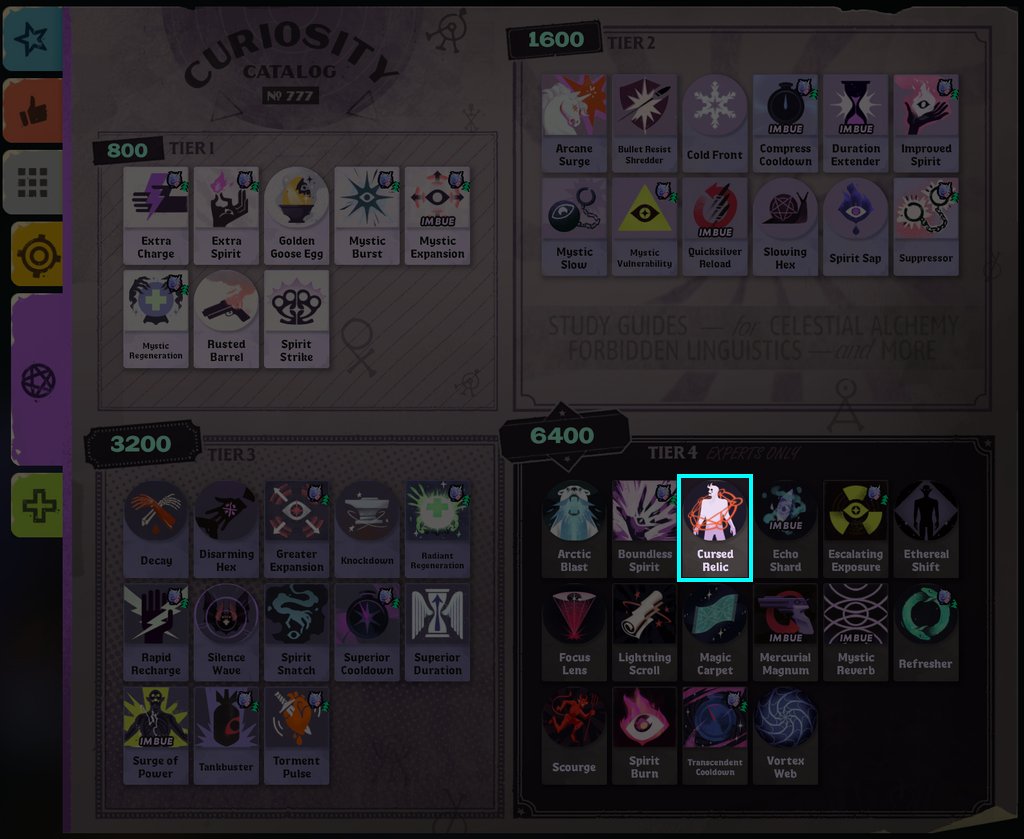 CURIOSITY
CATALOG
Nº 777
800 TIER 1
Extra Charge
Extra Spirit
Golden Goose Egg
Mystic Burst
IMBUE
Mystic Expansion
Mystic Regeneration
Rusted Barrel
Spirit Strike
1600 TIER 2
Arcane Surge
Bullet Resist Shredder
Cold Front
IMBUE
Compress Cooldown
IMBUE
Duration Extender
Improved Spirit
Mystic Slow
Mystic Vulnerability
IMBUE
Quicksilver Reload
Slowing Hex
Spirit Sap
Suppressor
STUDY GUIDES — for CELESTIAL ALCHEMY
FORBIDDEN LINGUISTICS — and MORE
3200 TIER 3
Decay
Disarming Hex
Greater Expansion
Knockdown
Radiant Regeneration
Rapid Recharge
Silence Wave
Spirit Snatch
Superior Cooldown
Superior Duration
IMBUE
Surge of Power
Tankbuster
Torment Pulse
6400 TIER 4 EXPERTS ONLY
Arctic Blast
Boundless Spirit
Cursed Relic
IMBUE
Echo Shard
Escalating Exposure
Ethereal Shift
Focus Lens
Lightning Scroll
Magic Carpet
IMBUE
Mercurial Magnum
IMBUE
Mystic Reverb
Refresher
Scourge
Spirit Burn
Transcendent Cooldown
Vortex Web